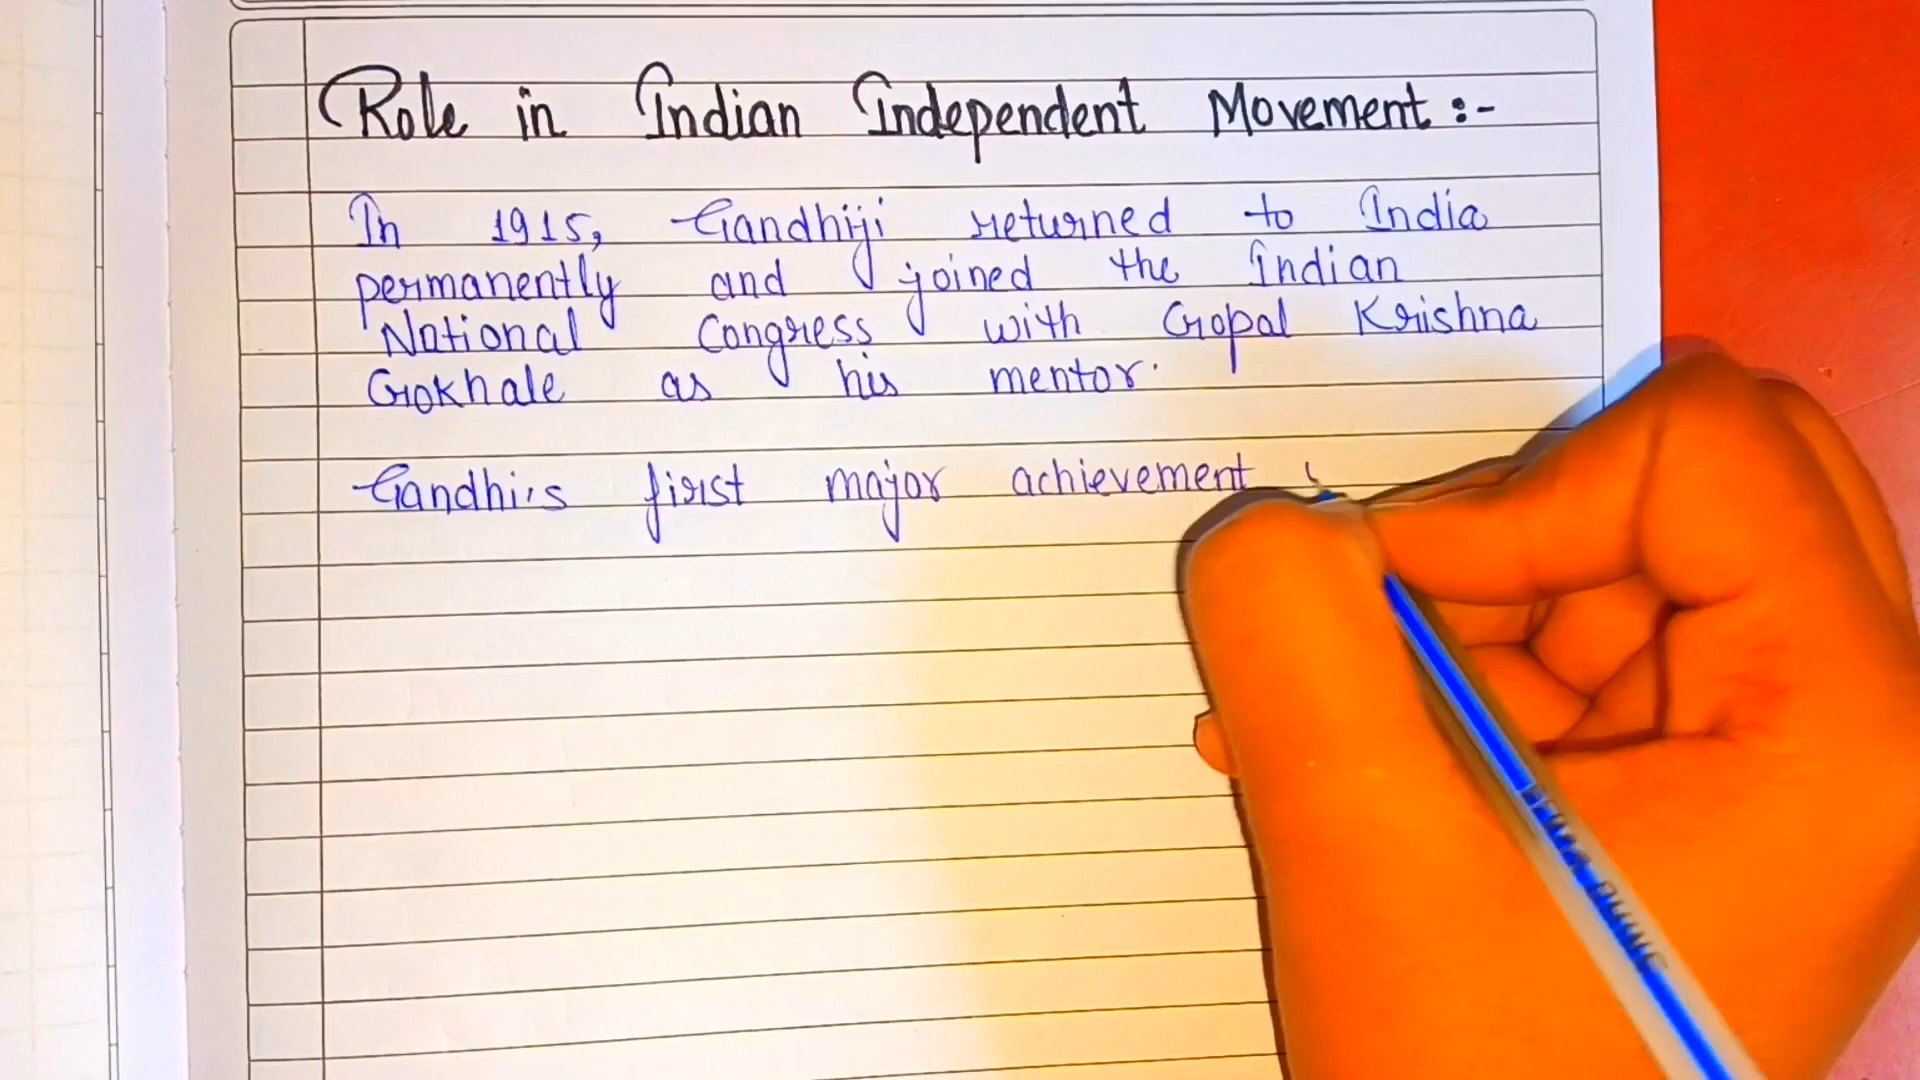 Role in Indian Independent Movement :-
In 1915, Gandhiji returned to India
permanently and joined the Indian
National Congress with Gopal Krishna
Gokhale as his mentor.
Gandhi's first major achievement